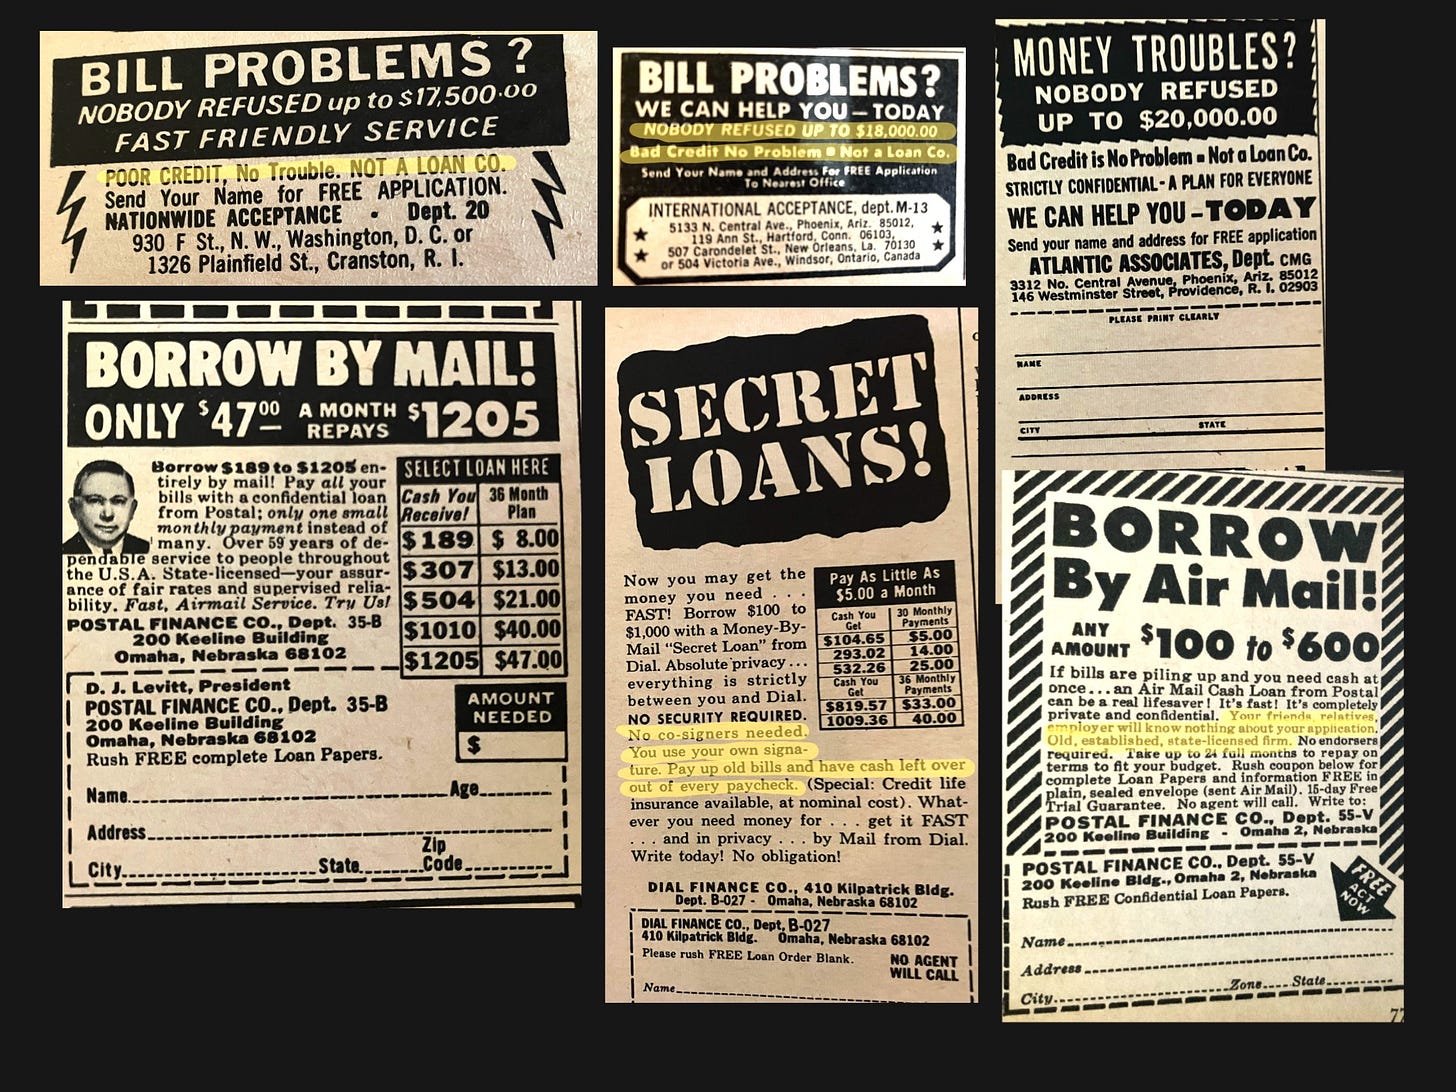 BILL PROBLEMS?
NOBODY REFUSED up to $17,500.00
FAST FRIENDLY SERVICE
POOR CREDIT, No Trouble. NOT A LOAN CO.
Send Your Name for FREE APPLICATION.
NATIONWIDE ACCEPTANCE • Dept. 20
930 F St., N. W., Washington, D. C. or
1326 Plainfield St., Cranston, R. I.
BILL PROBLEMS?
WE CAN HELP YOU—TODAY
NOBODY REFUSED UP TO $18,000.00
Bad Credit No Problem ■ Not a Loan Co.
Send Your Name and Address For FREE Application
To Nearest Office
INTERNATIONAL ACCEPTANCE, dept. M-13
5133 N. Central Ave., Phoenix, Ariz. 85012,
119 Ann St., Hartford, Conn. 06103,
507 Carondelet St., New Orleans, La. 70130
or 504 Victoria Ave., Windsor, Ontario, Canada
MONEY TROUBLES?
NOBODY REFUSED
UP TO $20,000.00
Bad Credit is No Problem ■ Not a Loan Co.
STRICTLY CONFIDENTIAL - A PLAN FOR EVERYONE
WE CAN HELP YOU – TODAY
Send your name and address for FREE application
ATLANTIC ASSOCIATES, Dept. CMG
3312 No. Central Avenue, Phoenix, Ariz. 85012
146 Westminster Street, Providence, R. I. 02903
PLEASE PRINT CLEARLY
NAME
ADDRESS
CITY STATE
BORROW BY MAIL!
ONLY $47.00 A MONTH REPAYS $1205
Borrow $189 to $1205 en-
tirely by mail! Pay all your
bills with a confidential loan
from Postal; only one small
monthly payment instead of
many. Over 59 years of de-
pendable service to people throughout
the U.S.A. State-licensed—your assur-
ance of fair rates and supervised relia-
bility. Fast, Airmail Service. Try Us!
POSTAL FINANCE CO., Dept. 35-B
200 Keeline Building
Omaha, Nebraska 68102
SELECT LOAN HERE
Cash You Receive! 36 Month Plan
$189 $ 8.00
$307 $13.00
$504 $21.00
$1010 $40.00
$1205 $47.00
D. J. Levitt, President
POSTAL FINANCE CO., Dept. 35-B
200 Keeline Building
Omaha, Nebraska 68102
Rush FREE complete Loan Papers.
AMOUNT
NEEDED
$
Name Age
Address
City State Zip Code
SECRET
LOANS!
Now you may get the
money you need . . .
FAST! Borrow $100 to
$1,000 with a Money-By-
Mail "Secret Loan" from
Dial. Absolute privacy . . .
everything is strictly
between you and Dial.
NO SECURITY REQUIRED.
No co-signers needed.
You use your own signa-
ture. Pay up old bills and have cash left over
out of every paycheck. (Special: Credit life
insurance available, at nominal cost). What-
ever you need money for . . . get it FAST
. . . and in privacy . . . by Mail from Dial.
Write today! No obligation!
Pay As Little As
$5.00 a Month
Cash You Get 30 Monthly Payments
$104.65 $5.00
293.02 14.00
532.26 25.00
Cash You Get 36 Monthly Payments
$819.57 $33.00
1009.36 40.00
DIAL FINANCE CO., 410 Kilpatrick Bldg.
Dept. B-027 - Omaha, Nebraska 68102
DIAL FINANCE CO., Dept. B-027
410 Kilpatrick Bldg. Omaha, Nebraska 68102
Please rush FREE Loan Order Blank.
NO AGENT
WILL CALL
Name
BORROW
By Air Mail!
ANY AMOUNT $100 to $600
If bills are piling up and you need cash at
once...an Air Mail Cash Loan from Postal
can be a real lifesaver! It's fast! It's completely
private and confidential. Your friends, relatives,
employer will know nothing about your application.
Old, established, state-licensed firm. No endorsers
required. Take up to 24 full months to repay on
terms to fit your budget. Rush coupon below for
complete Loan Papers and information FREE in
plain, sealed envelope (sent Air Mail). 15-day Free
Trial Guarantee. No agent will call. Write to:
POSTAL FINANCE CO., Dept. 55-V
200 Keeline Building - Omaha 2, Nebraska
POSTAL FINANCE CO., Dept. 55-V
200 Keeline Bldg., Omaha 2, Nebraska
Rush FREE Confidential Loan Papers.
FREE
ACT
NOW
Name
Address
City Zone State
77